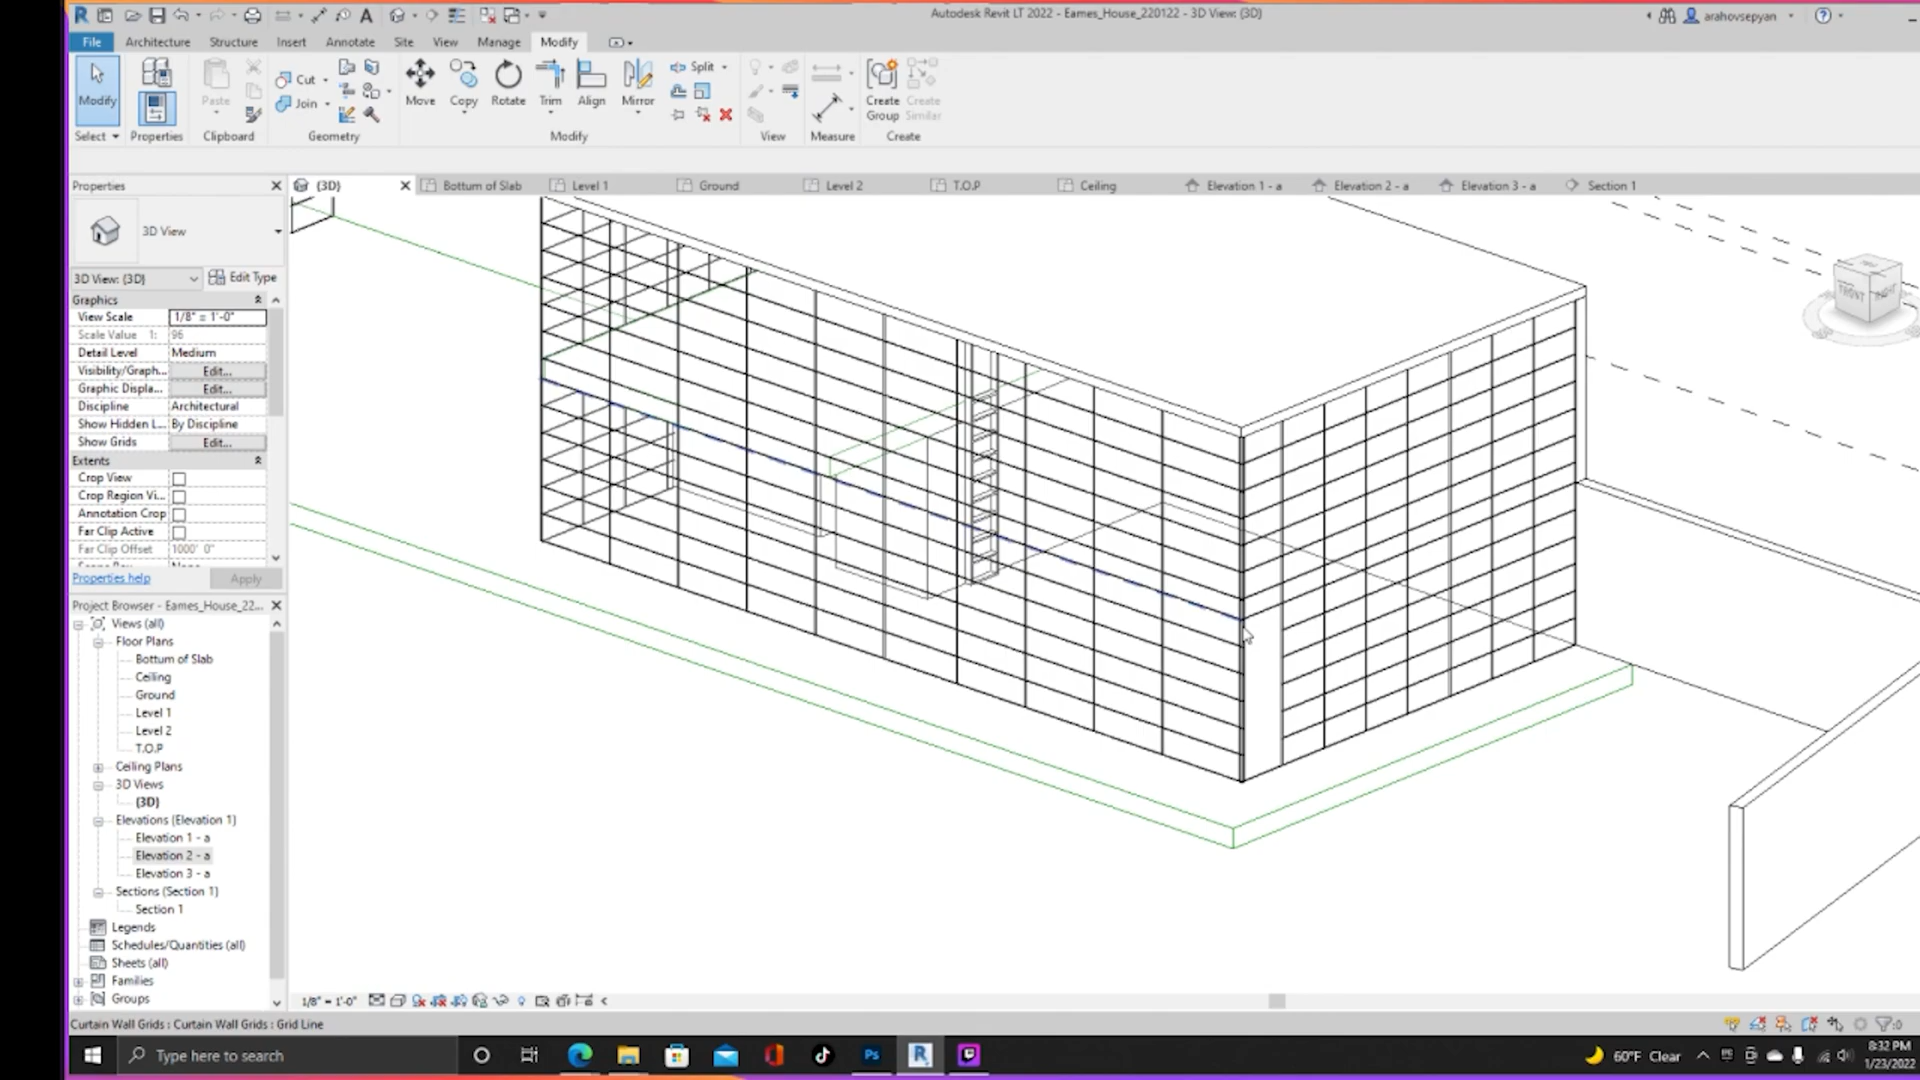 Autodesk Revit LT 2022 - Eames_House_220122 - 3D View: {3D}
arahovsepyan
File Architecture Structure Insert Annotate Site View Manage Modify
Modify
Paste
Cut
Join
Move Copy Rotate Trim Align Mirror
Split
Create Group
Create Similar
Select Properties Clipboard Geometry Modify View Measure Create
Properties
{3D} Bottum of Slab Level 1 Ground Level 2 T.O.P Ceiling Elevation 1 - a Elevation 2 - a Elevation 3 - a Section 1
3D View
3D View: {3D} Edit Type
Graphics
View Scale 1/8" = 1'-0"
Scale Value 1: 96
Detail Level Medium
Visibility/Graph... Edit...
Graphic Displa... Edit...
Discipline Architectural
Show Hidden L... By Discipline
Show Grids Edit...
Extents
Crop View
Crop Region Vi...
Annotation Crop
Far Clip Active
Far Clip Offset 1000' 0"
Properties help Apply
Project Browser - Eames_House_22...
Views (all)
Floor Plans
Bottum of Slab
Ceiling
Ground
Level 1
Level 2
T.O.P
Ceiling Plans
3D Views
{3D}
Elevations (Elevation 1)
Elevation 1 - a
Elevation 2 - a
Elevation 3 - a
Sections (Section 1)
Section 1
Legends
Schedules/Quantities (all)
Sheets (all)
Families
Groups
FRONT RIGHT
1/8" = 1'-0"
Curtain Wall Grids : Curtain Wall Grids : Grid Line
:0
Type here to search
Ps
60°F Clear
8:32 PM
1/23/2022